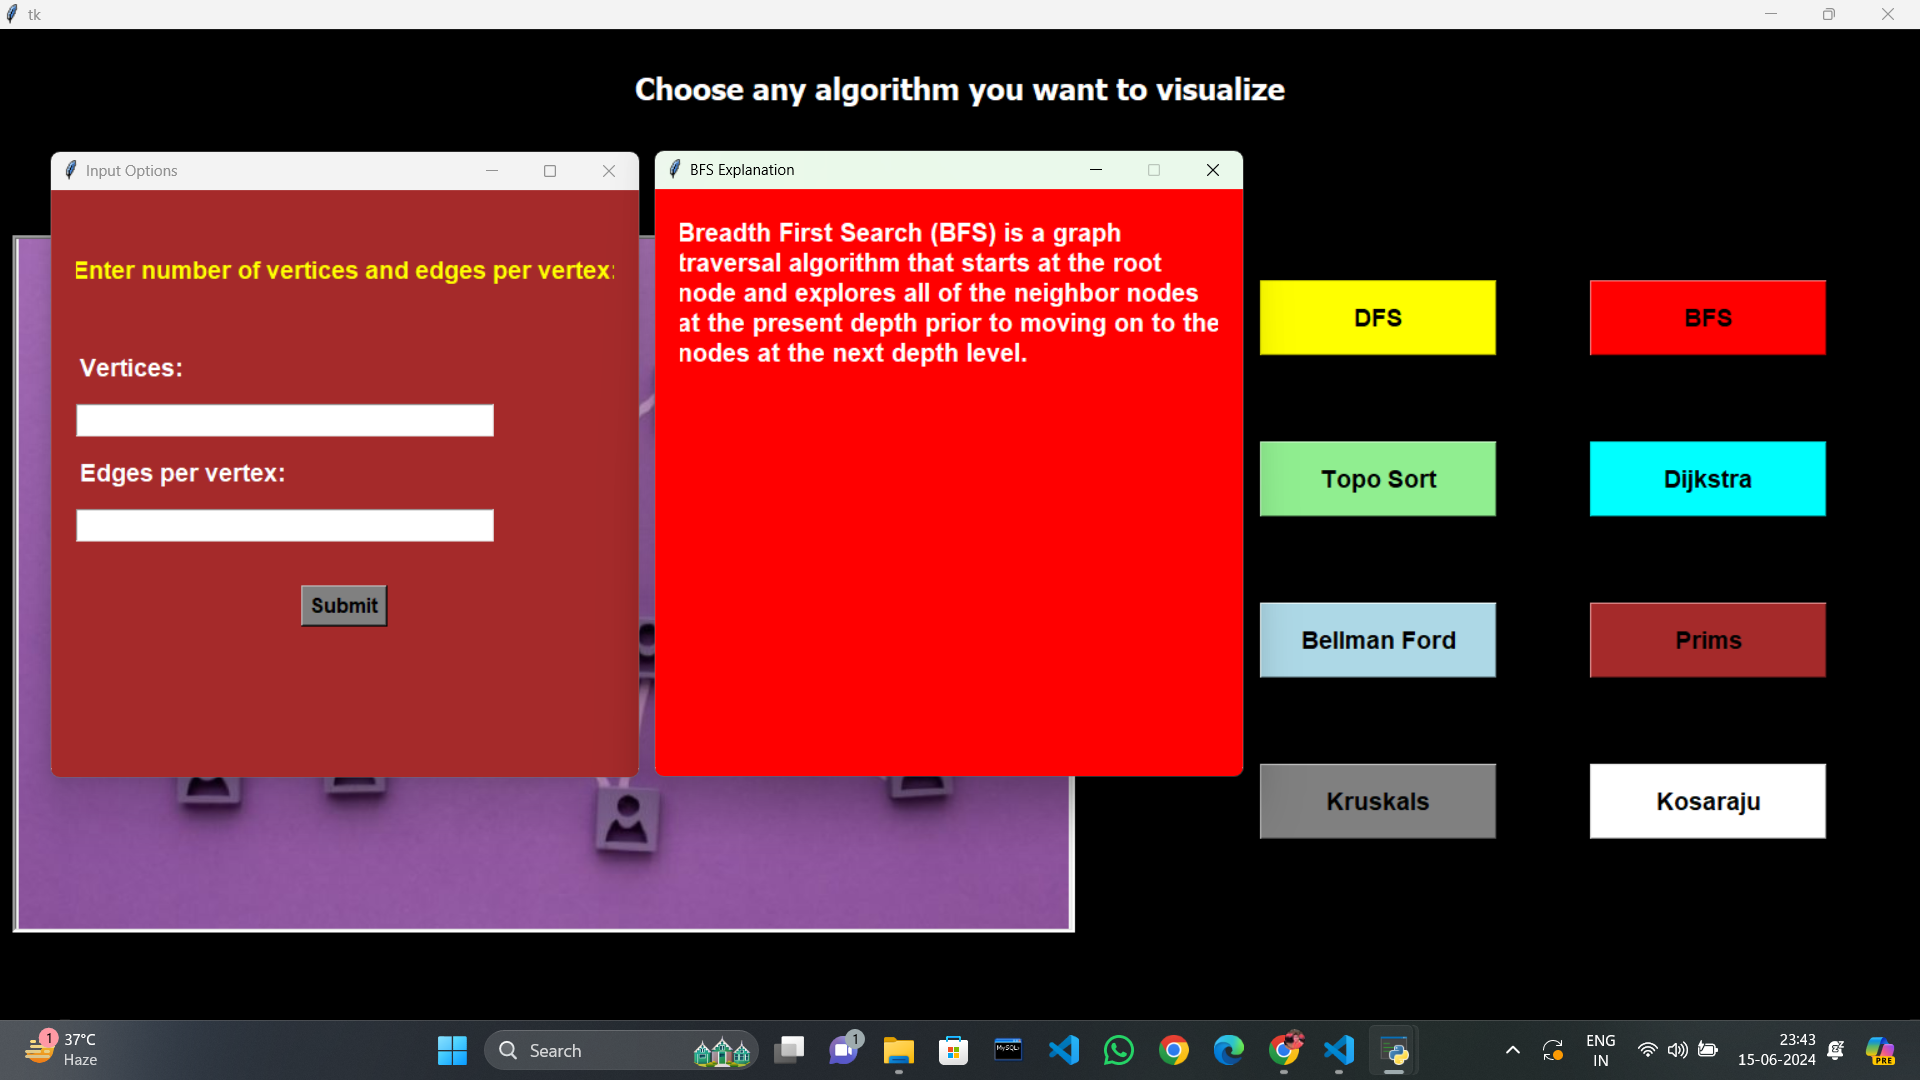 tk
Choose any algorithm you want to visualize
Input Options
Enter number of vertices and edges per vertex:
Vertices:
Edges per vertex:
Submit
BFS Explanation
Breadth First Search (BFS) is a graph
traversal algorithm that starts at the root
node and explores all of the neighbor nodes
at the present depth prior to moving on to the
nodes at the next depth level.
DFS
BFS
Topo Sort
Dijkstra
Bellman Ford
Prims
Kruskals
Kosaraju
1
37°C
Haze
Search
1
MySQL
ENG
IN
23:43
15-06-2024
PRE